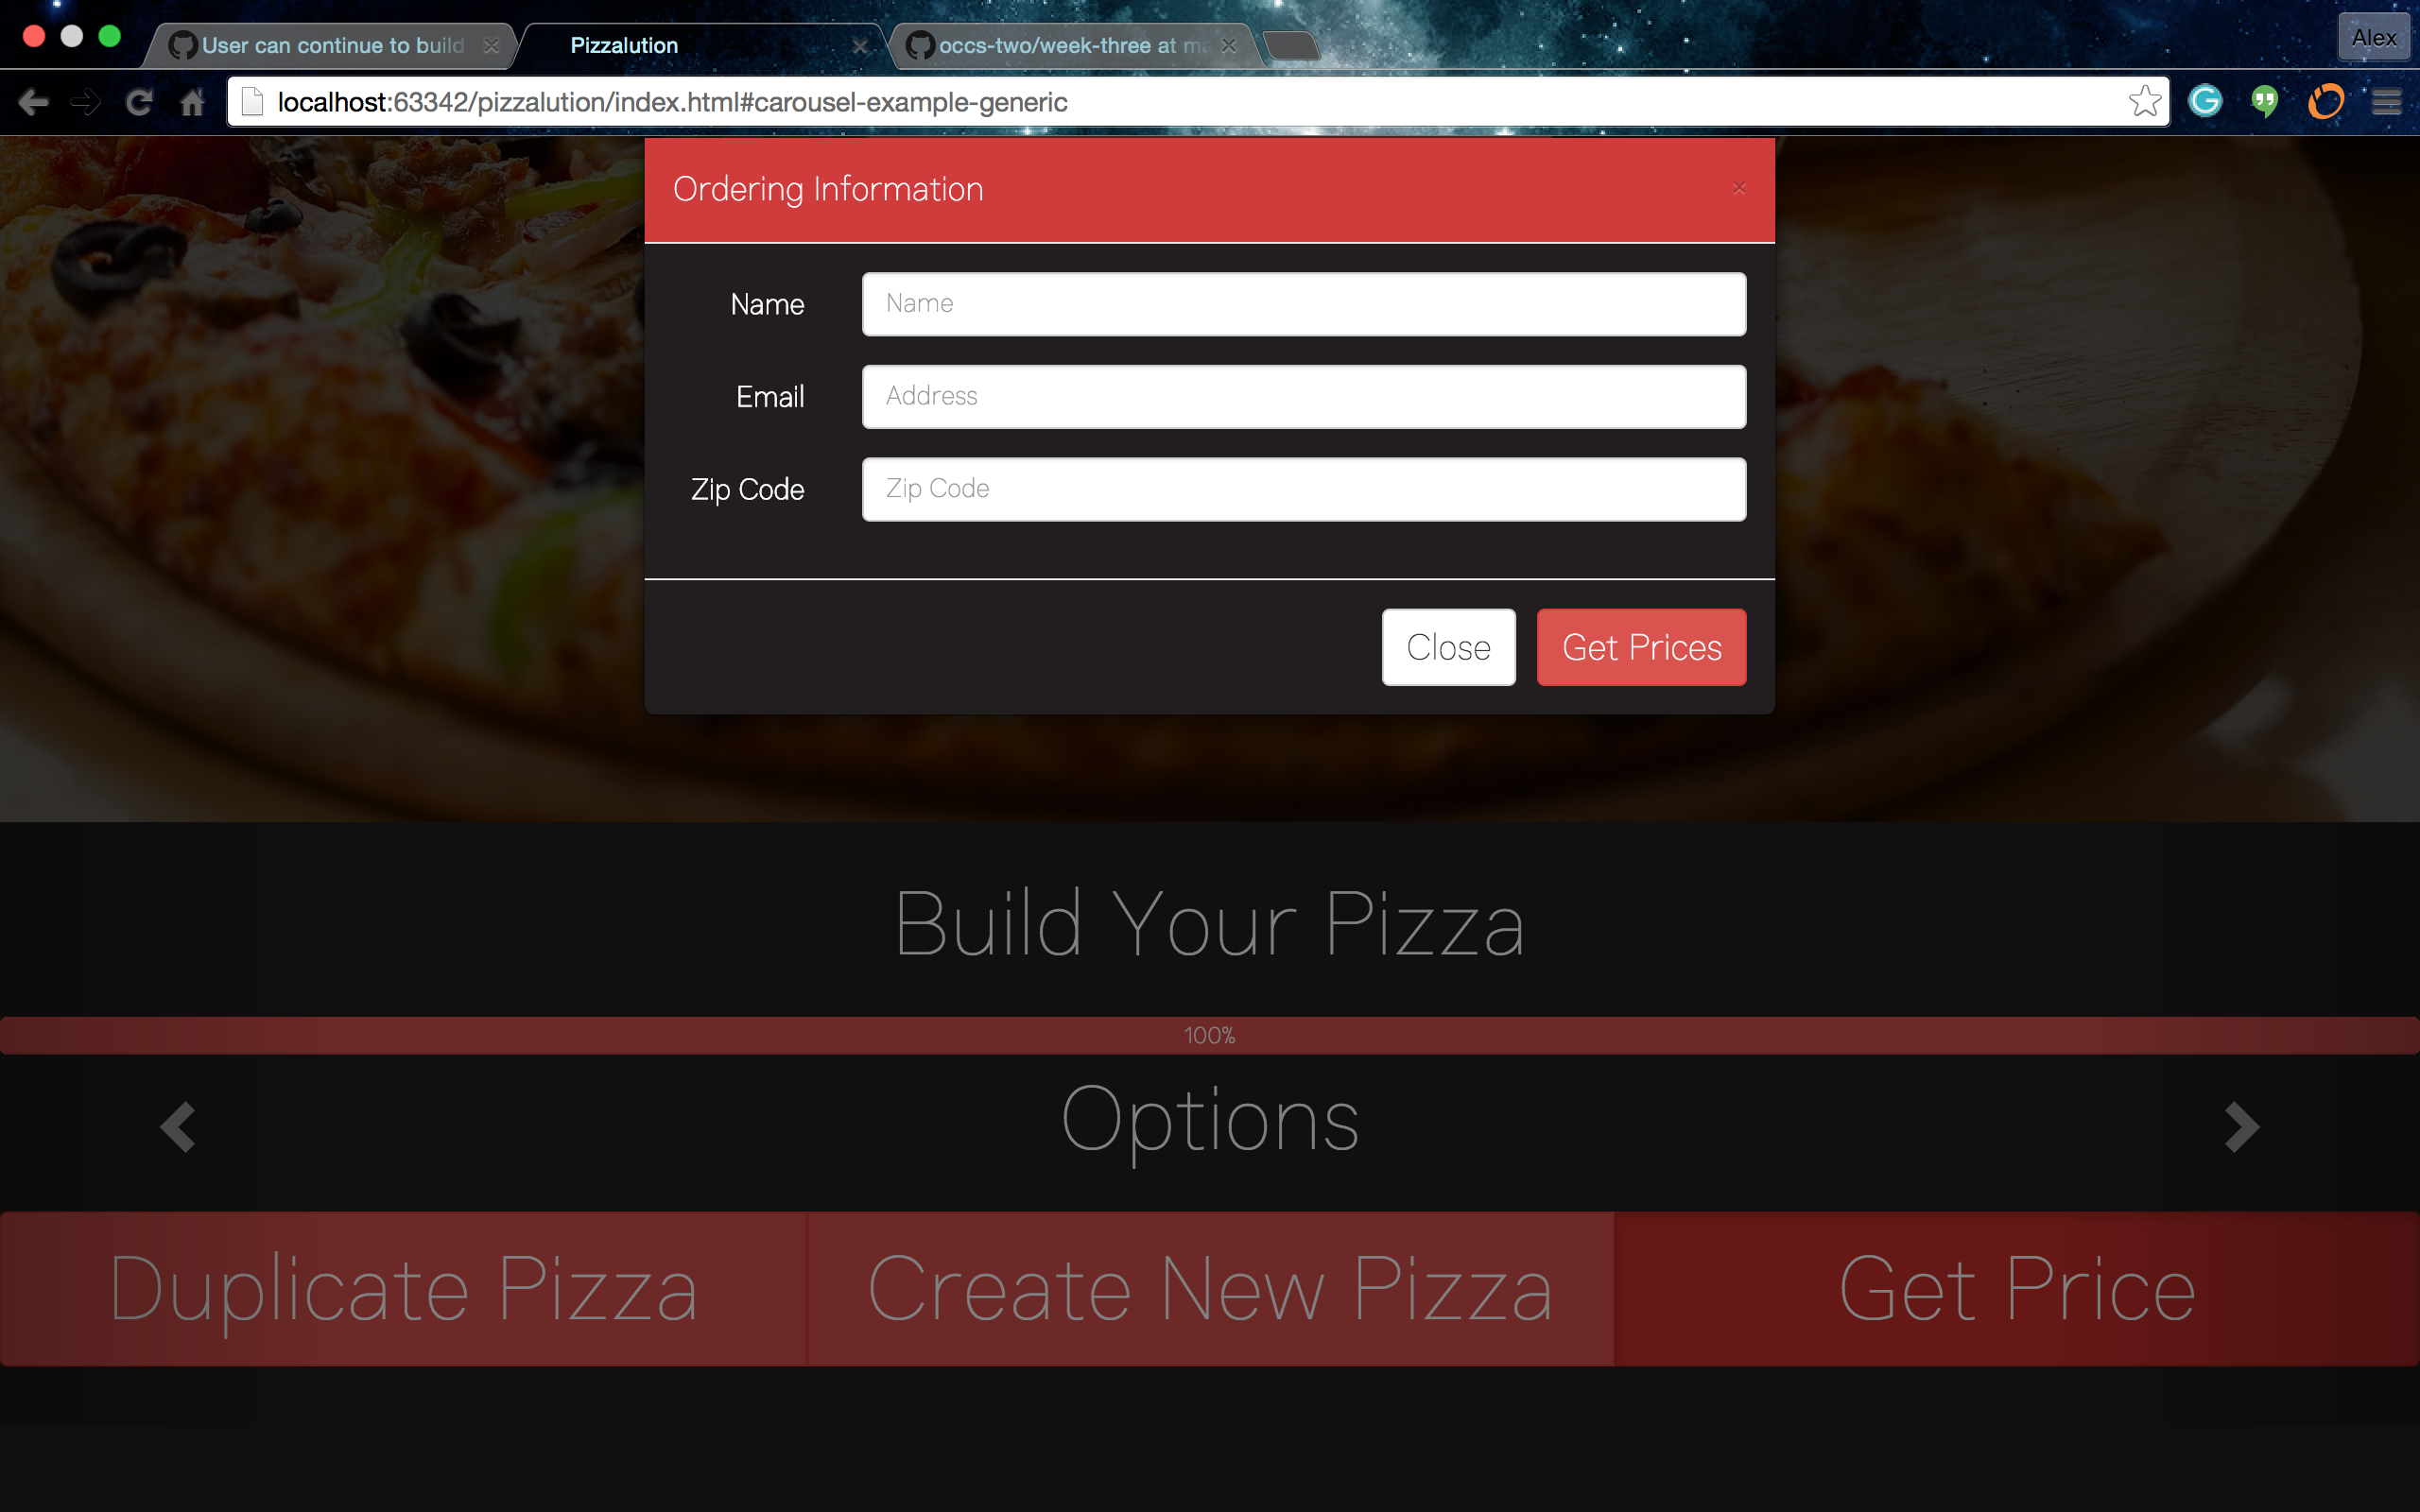 User can continue to build
Pizzalution
occs-two/week-three at ma
Alex
localhost:63342/pizzalution/index.html#carousel-example-generic
Ordering Information
×
Name
Name
Email
Address
Zip Code
Zip Code
Close
Get Prices
Build Your Pizza
100%
Options
Duplicate Pizza
Create New Pizza
Get Price